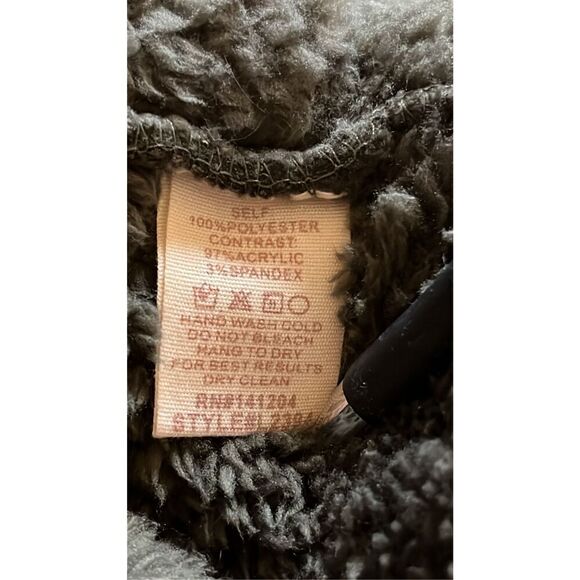 SELF
100%POLYESTER
CONTRAST:
97%ACRYLIC
3%SPANDEX
HAND WASH COLD
DO NOT BLEACH
HANG TO DRY
FOR BEST RESULTS
DRY CLEAN
RN#141204
STYLE#